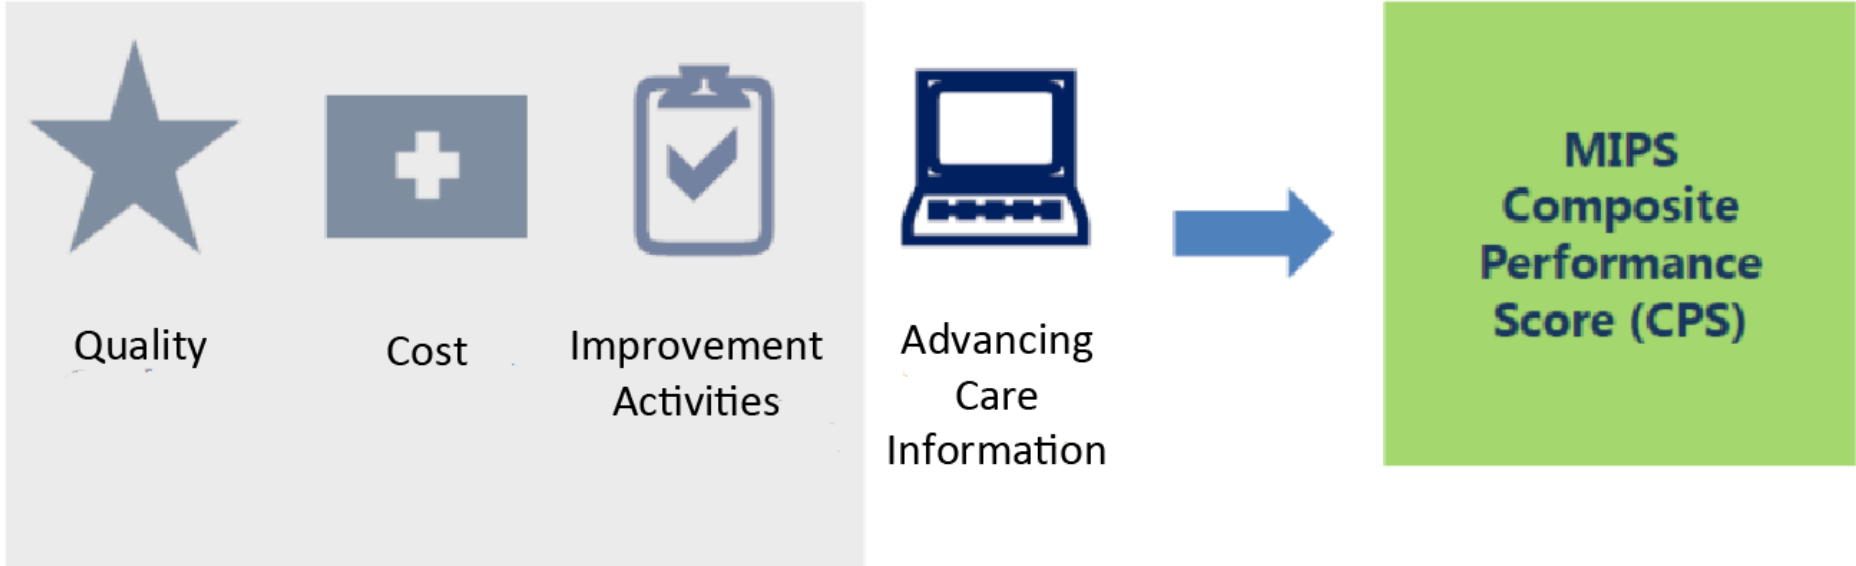 Quality
Cost
Improvement
Activities
Advancing
Care
Information
MIPS
Composite
Performance
Score (CPS)